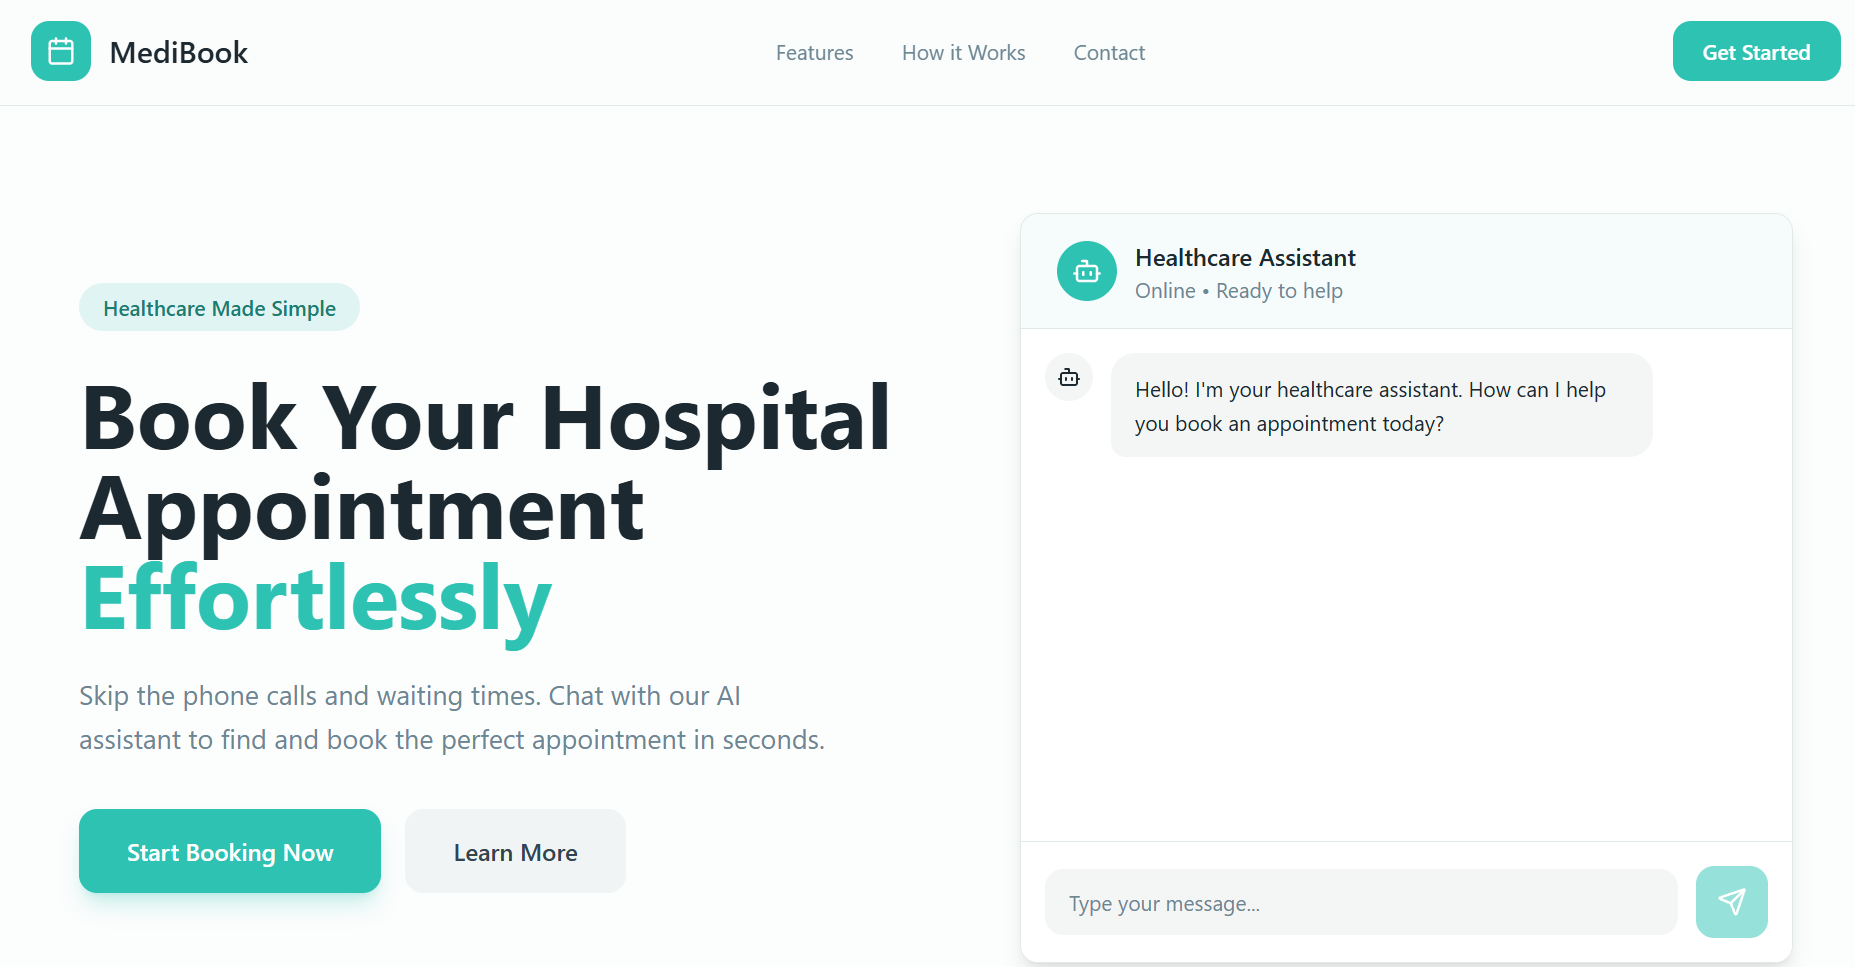 MediBook
Features
How it Works
Contact
Get Started
Healthcare Made Simple
Book Your Hospital
Appointment
Effortlessly
Skip the phone calls and waiting times. Chat with our AI
assistant to find and book the perfect appointment in seconds.
Start Booking Now
Learn More
Healthcare Assistant
Online • Ready to help
Hello! I'm your healthcare assistant. How can I help
you book an appointment today?
Type your message...